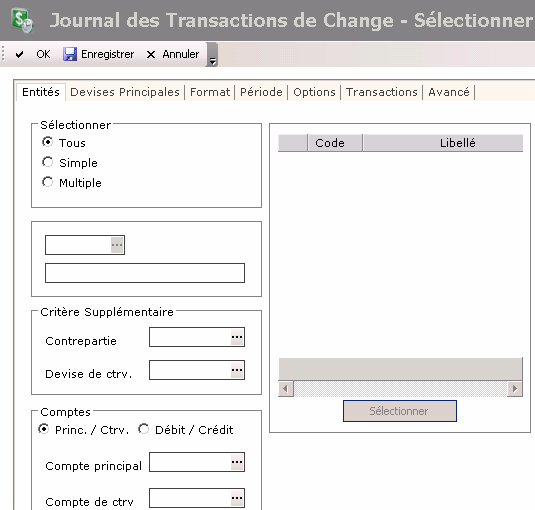 Journal des Transactions de Change - Sélectionner
OK Enregistrer Annuler
Entités Devises Principales Format Période Options Transactions Avancé
Sélectionner
Tous
Simple
Multiple
Code Libellé
Critère Supplémentaire
Contrepartie
Devise de ctrv.
Sélectionner
Comptes
Princ. / Ctrv. Débit / Crédit
Compte principal
Compte de ctrv